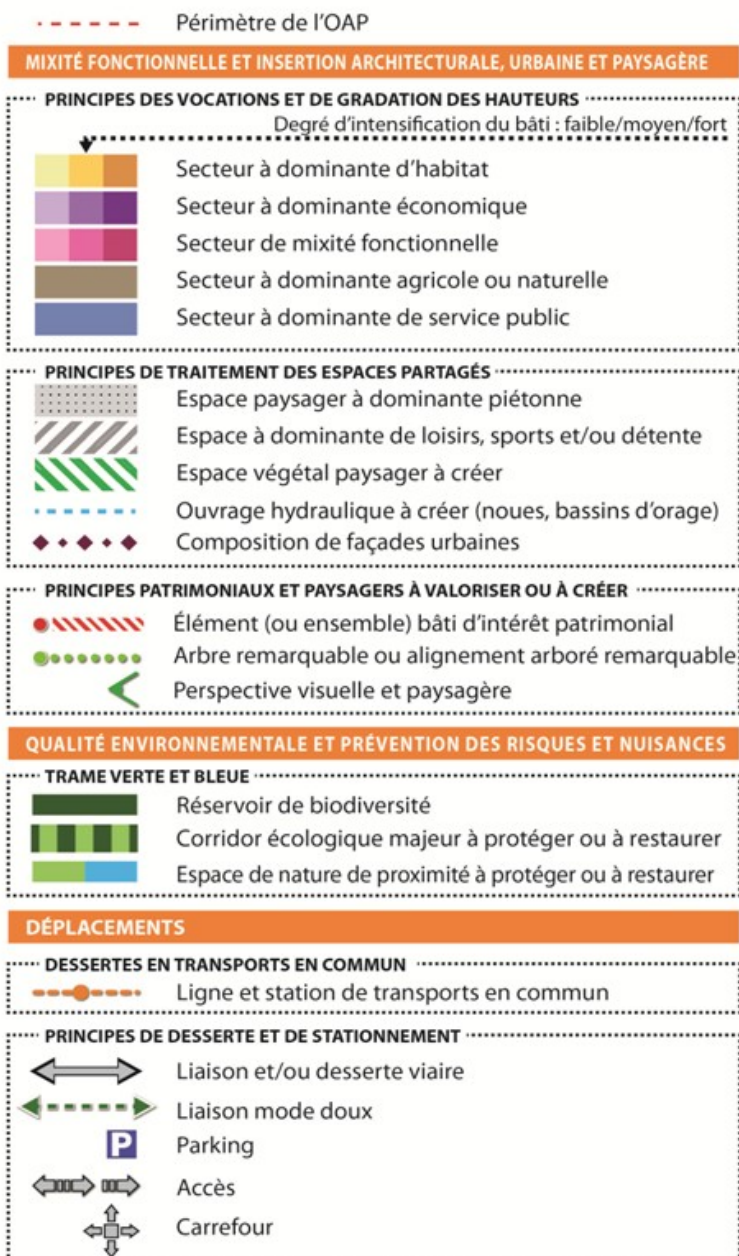 Périmètre de l'OAP
MIXITÉ FONCTIONNELLE ET INSERTION ARCHITECTURALE, URBAINE ET PAYSAGÈRE
PRINCIPES DES VOCATIONS ET DE GRADATION DES HAUTEURS
Degré d'intensification du bâti : faible/moyen/fort
Secteur à dominante d'habitat
Secteur à dominante économique
Secteur de mixité fonctionnelle
Secteur à dominante agricole ou naturelle
Secteur à dominante de service public
PRINCIPES DE TRAITEMENT DES ESPACES PARTAGÉS
Espace paysager à dominante piétonne
Espace à dominante de loisirs, sports et/ou détente
Espace végétal paysager à créer
Ouvrage hydraulique à créer (noues, bassins d'orage)
Composition de façades urbaines
PRINCIPES PATRIMONIAUX ET PAYSAGERS À VALORISER OU À CRÉER
Élément (ou ensemble) bâti d'intérêt patrimonial
Arbre remarquable ou alignement arboré remarquable
Perspective visuelle et paysagère
QUALITÉ ENVIRONNEMENTALE ET PRÉVENTION DES RISQUES ET NUISANCES
TRAME VERTE ET BLEUE
Réservoir de biodiversité
Corridor écologique majeur à protéger ou à restaurer
Espace de nature de proximité à protéger ou à restaurer
DÉPLACEMENTS
DESSERTES EN TRANSPORTS EN COMMUN
Ligne et station de transports en commun
PRINCIPES DE DESSERTE ET DE STATIONNEMENT
Liaison et/ou desserte viaire
Liaison mode doux
P Parking
Accès
Carrefour